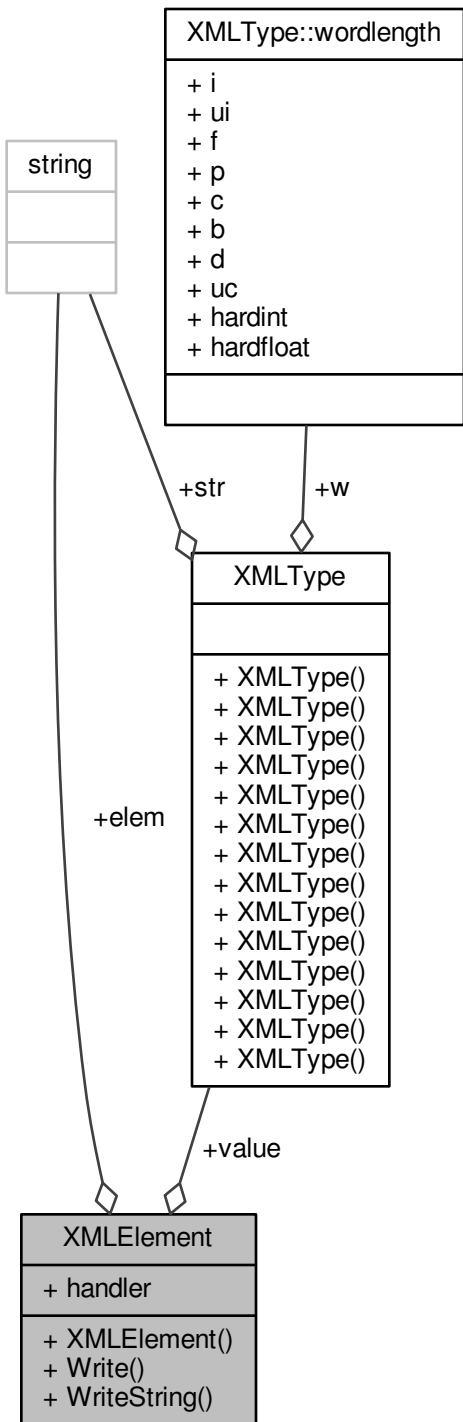 XMLType::wordlength
+ i
+ ui
+ f
+ p
+ c
+ b
+ d
+ uc
+ hardint
+ hardfloat
string
+str
+w
XMLType
+ XMLType()
+ XMLType()
+ XMLType()
+ XMLType()
+ XMLType()
+ XMLType()
+ XMLType()
+ XMLType()
+ XMLType()
+ XMLType()
+ XMLType()
+ XMLType()
+ XMLType()
+ XMLType()
+elem
+value
XMLElement
+ handler
+ XMLElement()
+ Write()
+ WriteString()